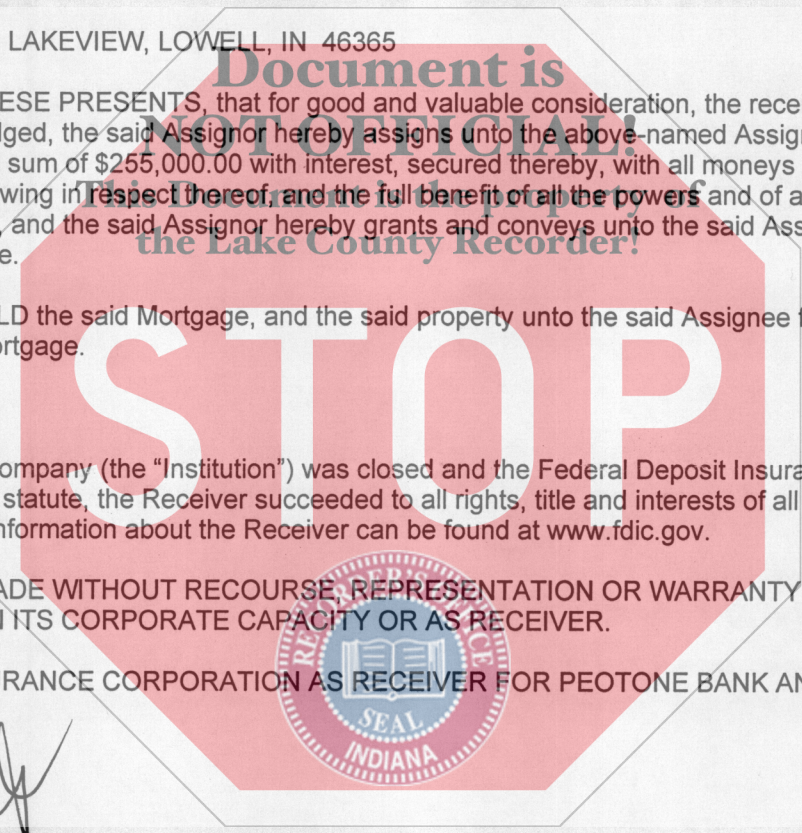 LAKEVIEW, LOWELL, IN 46365
Document is
ESE PRESENTS, that for good and valuable consideration, the rece
NOT OFFICIAL!
dged, the said Assignor hereby assigns unto the above-named Assign
sum of $255,000.00 with interest, secured thereby, with all moneys
This Document is the property of
wing in respect thereof, and the full benefit of all the powers and of a
, and the said Assignor hereby grants and conveys unto the said Ass
the Lake County Recorder!
e.
LD the said Mortgage, and the said property unto the said Assignee f
ortgage.
STOP
ompany (the “Institution”) was closed and the Federal Deposit Insura
statute, the Receiver succeeded to all rights, title and interests of all
nformation about the Receiver can be found at www.fdic.gov.
ADE WITHOUT RECOURSE, REPRESENTATION OR WARRANTY
N ITS CORPORATE CAPACITY OR AS RECEIVER.
RECORDER'S OFFICE
RANCE CORPORATION AS RECEIVER FOR PEOTONE BANK AN
SEAL
INDIANA